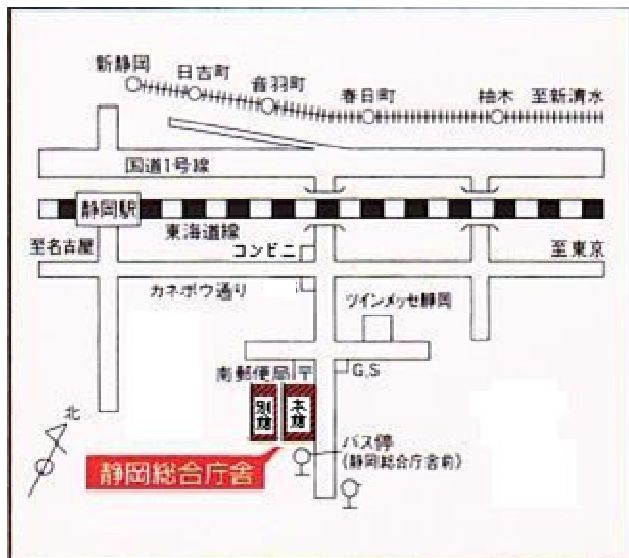 新静岡
日吉町
音羽町
春日町
柚木
至新清水
国道1号線
静岡駅
東海道線
至名古屋
コンビニ
至東京
カネボウ通り
ツインメッセ静岡
南郵便局
〒
G,S
別館
本館
北
バス停
(静岡総合庁舎前)
静岡総合庁舎